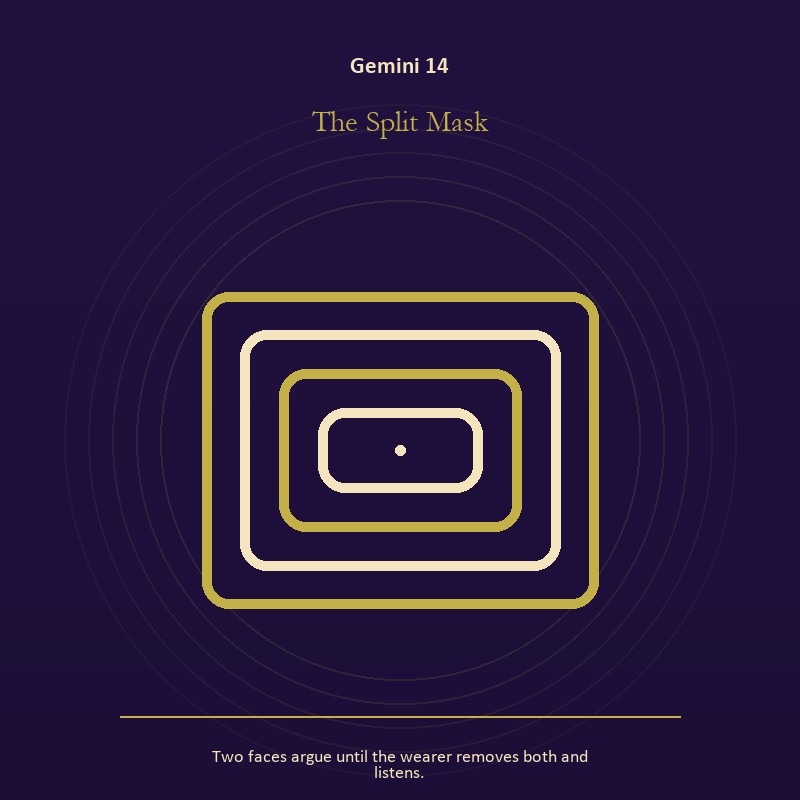 Gemini 14
The Split Mask
Two faces argue until the wearer removes both and
listens.